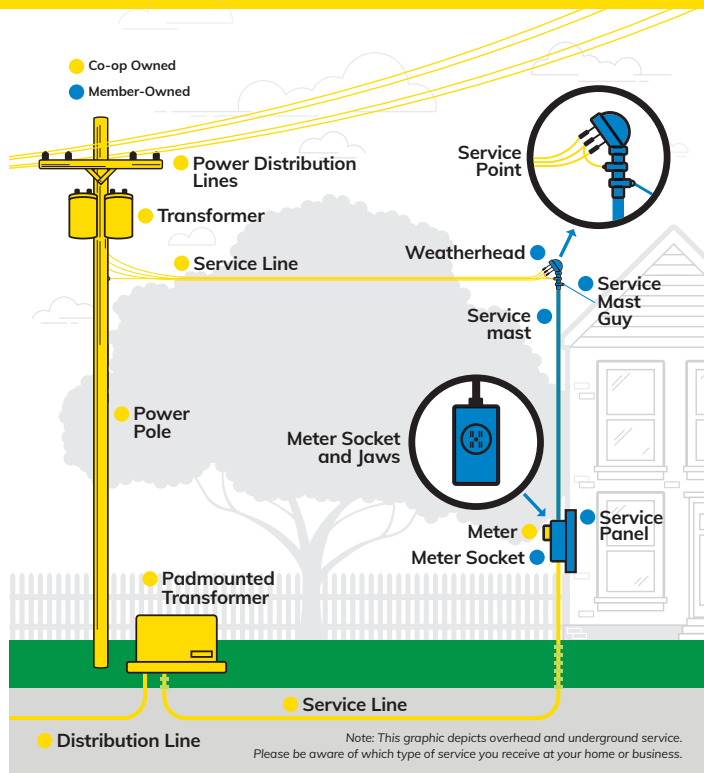 Co-op Owned
Member-Owned
Power Distribution
Lines
Service
Point
Transformer
Weatherhead
Service Line
Service
Mast
Guy
Service
mast
Power
Pole
Meter Socket
and Jaws
Service
Panel
Meter
Meter Socket
Padmounted
Transformer
Service Line
Distribution Line
Note: This graphic depicts overhead and underground service.
Please be aware of which type of service you receive at your home or business.